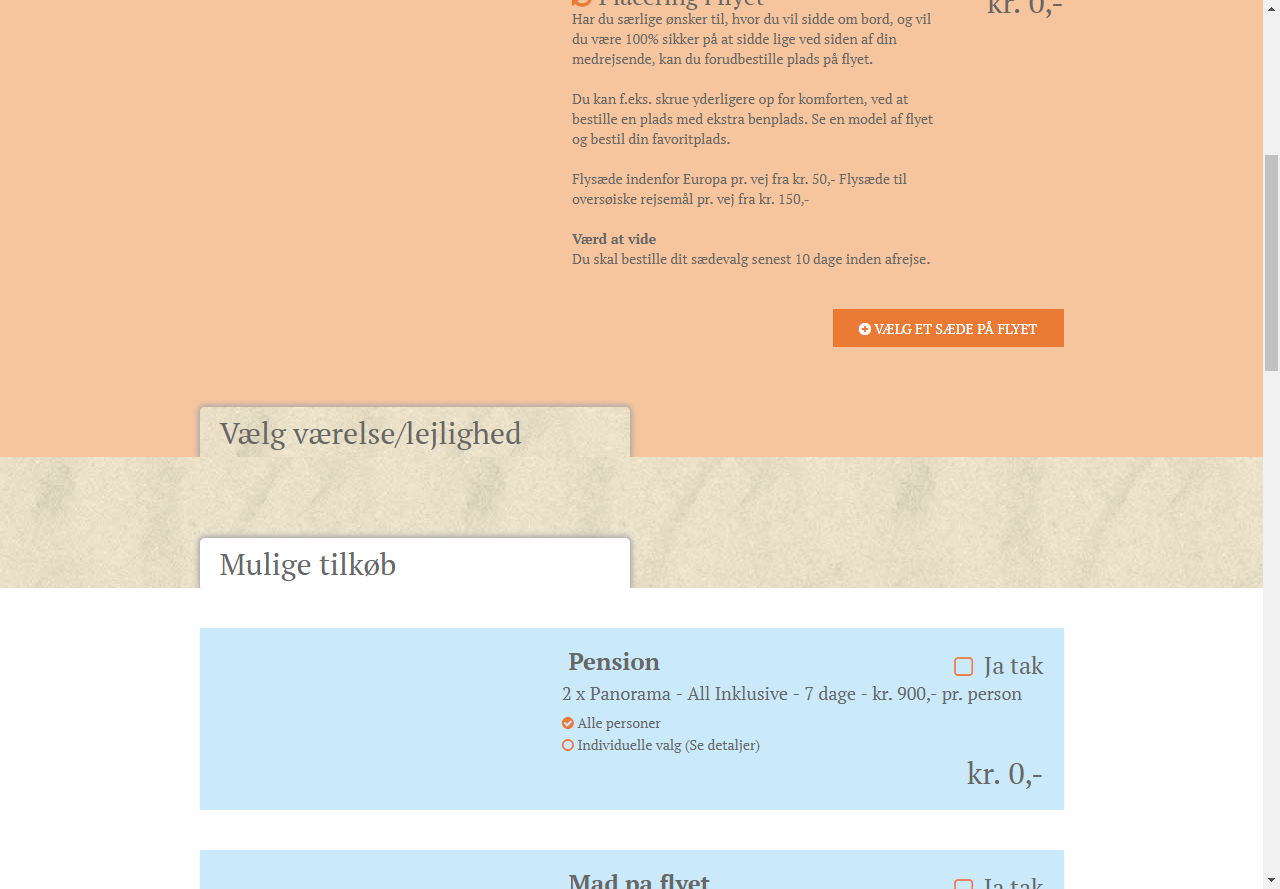 Placering i flyet
kr. 0,-
Har du særlige ønsker til, hvor du vil sidde om bord, og vil
du være 100% sikker på at sidde lige ved siden af din
medrejsende, kan du forudbestille plads på flyet.
Du kan f.eks. skrue yderligere op for komforten, ved at
bestille en plads med ekstra benplads. Se en model af flyet
og bestil din favoritplads.
Flysæde indenfor Europa pr. vej fra kr. 50,- Flysæde til
oversøiske rejsemål pr. vej fra kr. 150,-
Værd at vide
Du skal bestille dit sædevalg senest 10 dage inden afrejse.
VÆLG ET SÆDE PÅ FLYET
Vælg værelse/lejlighed
Mulige tilkøb
Pension
Ja tak
2 x Panorama - All Inklusive - 7 dage - kr. 900,- pr. person
Alle personer
Individuelle valg (Se detaljer)
kr. 0,-
Mad pa flyet
Ja tak